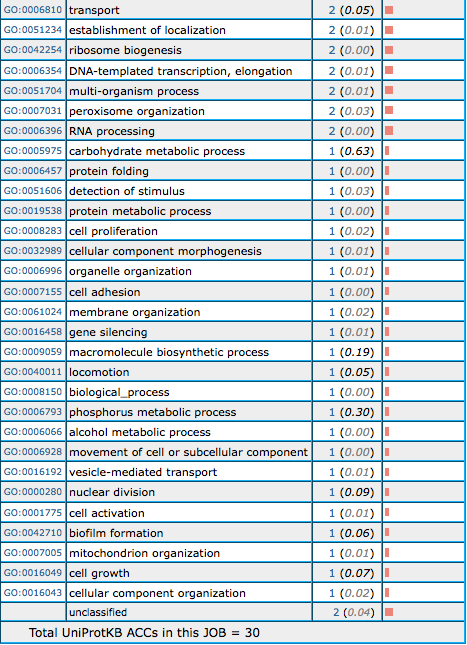 GO:0006810 transport 2 (0.05)
GO:0051234 establishment of localization 2 (0.01)
GO:0042254 ribosome biogenesis 2 (0.00)
GO:0006354 DNA-templated transcription, elongation 2 (0.01)
GO:0051704 multi-organism process 2 (0.01)
GO:0007031 peroxisome organization 2 (0.03)
GO:0006396 RNA processing 2 (0.00)
GO:0005975 carbohydrate metabolic process 1 (0.63)
GO:0006457 protein folding 1 (0.00)
GO:0051606 detection of stimulus 1 (0.03)
GO:0019538 protein metabolic process 1 (0.00)
GO:0008283 cell proliferation 1 (0.02)
GO:0032989 cellular component morphogenesis 1 (0.01)
GO:0006996 organelle organization 1 (0.01)
GO:0007155 cell adhesion 1 (0.00)
GO:0061024 membrane organization 1 (0.02)
GO:0016458 gene silencing 1 (0.01)
GO:0009059 macromolecule biosynthetic process 1 (0.19)
GO:0040011 locomotion 1 (0.05)
GO:0008150 biological_process 1 (0.00)
GO:0006793 phosphorus metabolic process 1 (0.30)
GO:0006066 alcohol metabolic process 1 (0.00)
GO:0006928 movement of cell or subcellular component 1 (0.00)
GO:0016192 vesicle-mediated transport 1 (0.01)
GO:0000280 nuclear division 1 (0.09)
GO:0001775 cell activation 1 (0.01)
GO:0042710 biofilm formation 1 (0.06)
GO:0007005 mitochondrion organization 1 (0.01)
GO:0016049 cell growth 1 (0.07)
GO:0016043 cellular component organization 1 (0.02)
unclassified 2 (0.04)
Total UniProtKB ACCs in this JOB = 30